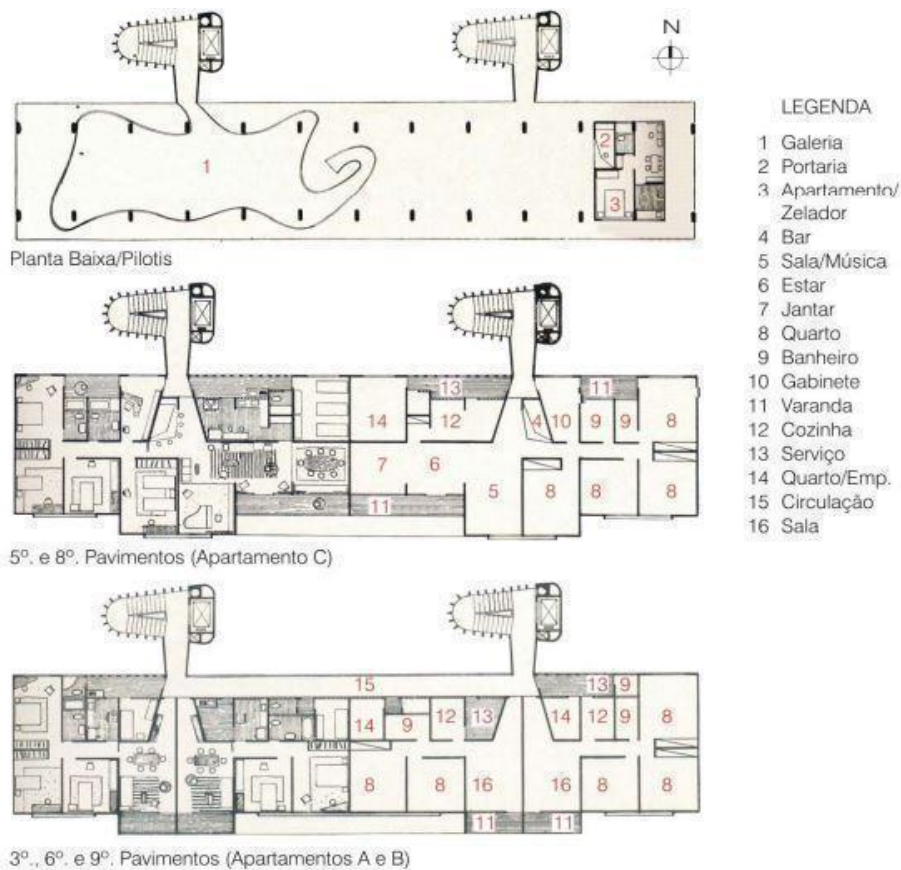 N
2
1
3
Planta Baixa/Pilotis
13
11
14
12
4
10
9
9
8
7
6
5
8
8
8
11
5º. e 8º. Pavimentos (Apartamento C)
15
13
9
14
9
12
13
14
12
9
8
8
8
16
16
8
8
11
11
3º., 6º. e 9º. Pavimentos (Apartamentos A e B)
LEGENDA
1 Galeria
2 Portaria
3 Apartamento/
Zelador
4 Bar
5 Sala/Música
6 Estar
7 Jantar
8 Quarto
9 Banheiro
10 Gabinete
11 Varanda
12 Cozinha
13 Serviço
14 Quarto/Emp.
15 Circulação
16 Sala